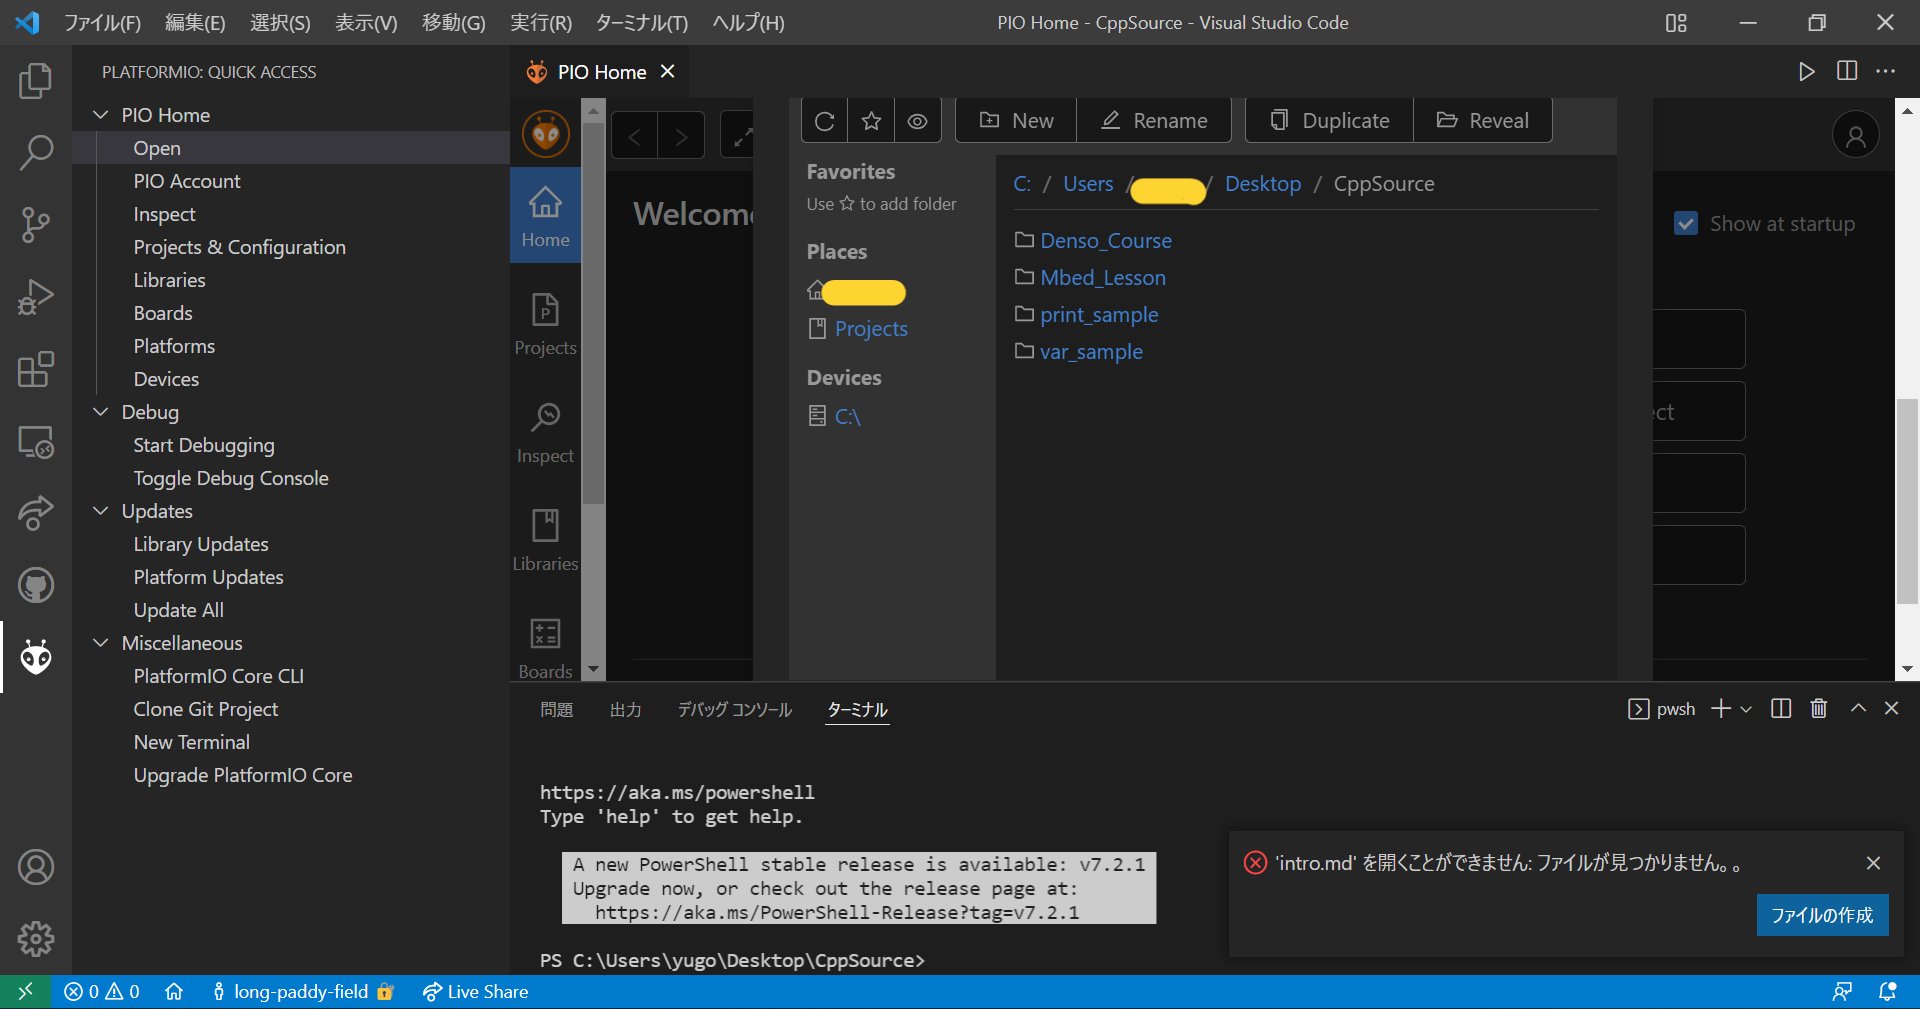 ファイル(F) 編集(E) 選択(S) 表示(V) 移動(G) 実行(R) ターミナル(T) ヘルプ(H) PIO Home - CppSource - Visual Studio Code
PLATFORMIO: QUICK ACCESS
PIO Home
Open
PIO Account
Inspect
Projects & Configuration
Libraries
Boards
Platforms
Devices
Debug
Start Debugging
Toggle Debug Console
Updates
Library Updates
Platform Updates
Update All
Miscellaneous
PlatformIO Core CLI
Clone Git Project
New Terminal
Upgrade PlatformIO Core
PIO Home
Home
Projects
Inspect
Libraries
Boards
Welcome
New Rename Duplicate Reveal
Favorites
Use ☆ to add folder
Places
Projects
Devices
C:\
C: / Users / / Desktop / CppSource
Denso_Course
Mbed_Lesson
print_sample
var_sample
Show at startup
ect
問題 出力 デバッグ コンソール ターミナル
pwsh
https://aka.ms/powershell
Type 'help' to get help.
A new PowerShell stable release is available: v7.2.1
Upgrade now, or check out the release page at:
https://aka.ms/PowerShell-Release?tag=v7.2.1
PS C:\Users\yugo\Desktop\CppSource>
'intro.md' を開くことができません: ファイルが見つかりません。。
ファイルの作成
0 0 long-paddy-field Live Share